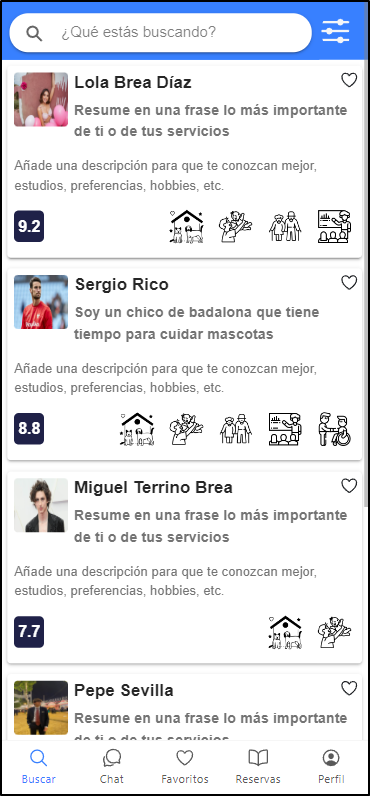 ¿Qué estás buscando?
Lola Brea Díaz
Resume en una frase lo más importante
de ti o de tus servicios
Añade una descripción para que te conozcan mejor,
estudios, preferencias, hobbies, etc.
9.2
Sergio Rico
Soy un chico de badalona que tiene
tiempo para cuidar mascotas
Añade una descripción para que te conozcan mejor,
estudios, preferencias, hobbies, etc.
8.8
Miguel Terrino Brea
Resume en una frase lo más importante
de ti o de tus servicios
Añade una descripción para que te conozcan mejor,
estudios, preferencias, hobbies, etc.
7.7
Pepe Sevilla
Resume en una frase lo más importante
de ti o de tus servicios
Buscar Chat Favoritos Reservas Perfil